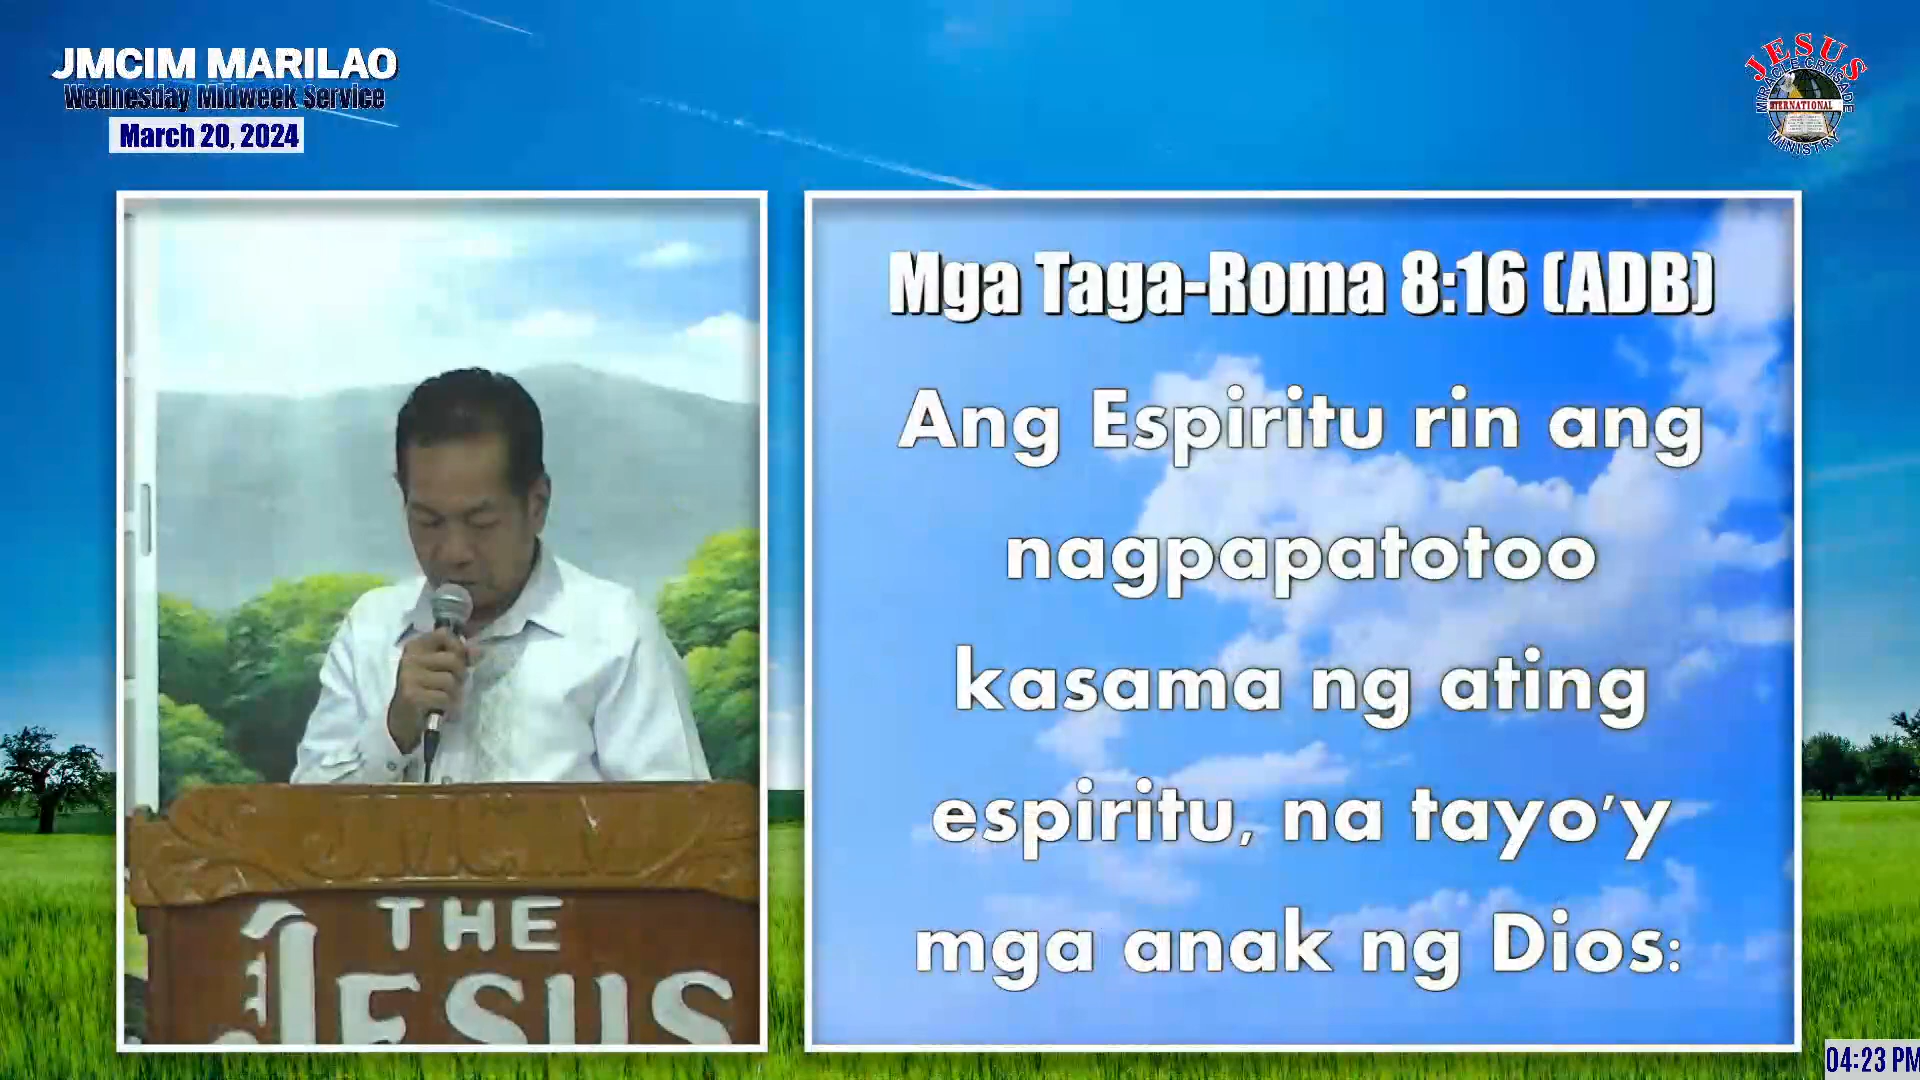 JMCIM MARILAO
Wednesday Midweek Service
March 20, 2024
JESUS
MIRACLE CRUSADE
INTERNATIONAL
MINISTRY
Mga Taga-Roma 8:16 (ADB)
Ang Espiritu rin ang
nagpapatotoo
kasama ng ating
espiritu, na tayo'y
mga anak ng Dios:
THE
JESUS
04:23 PM